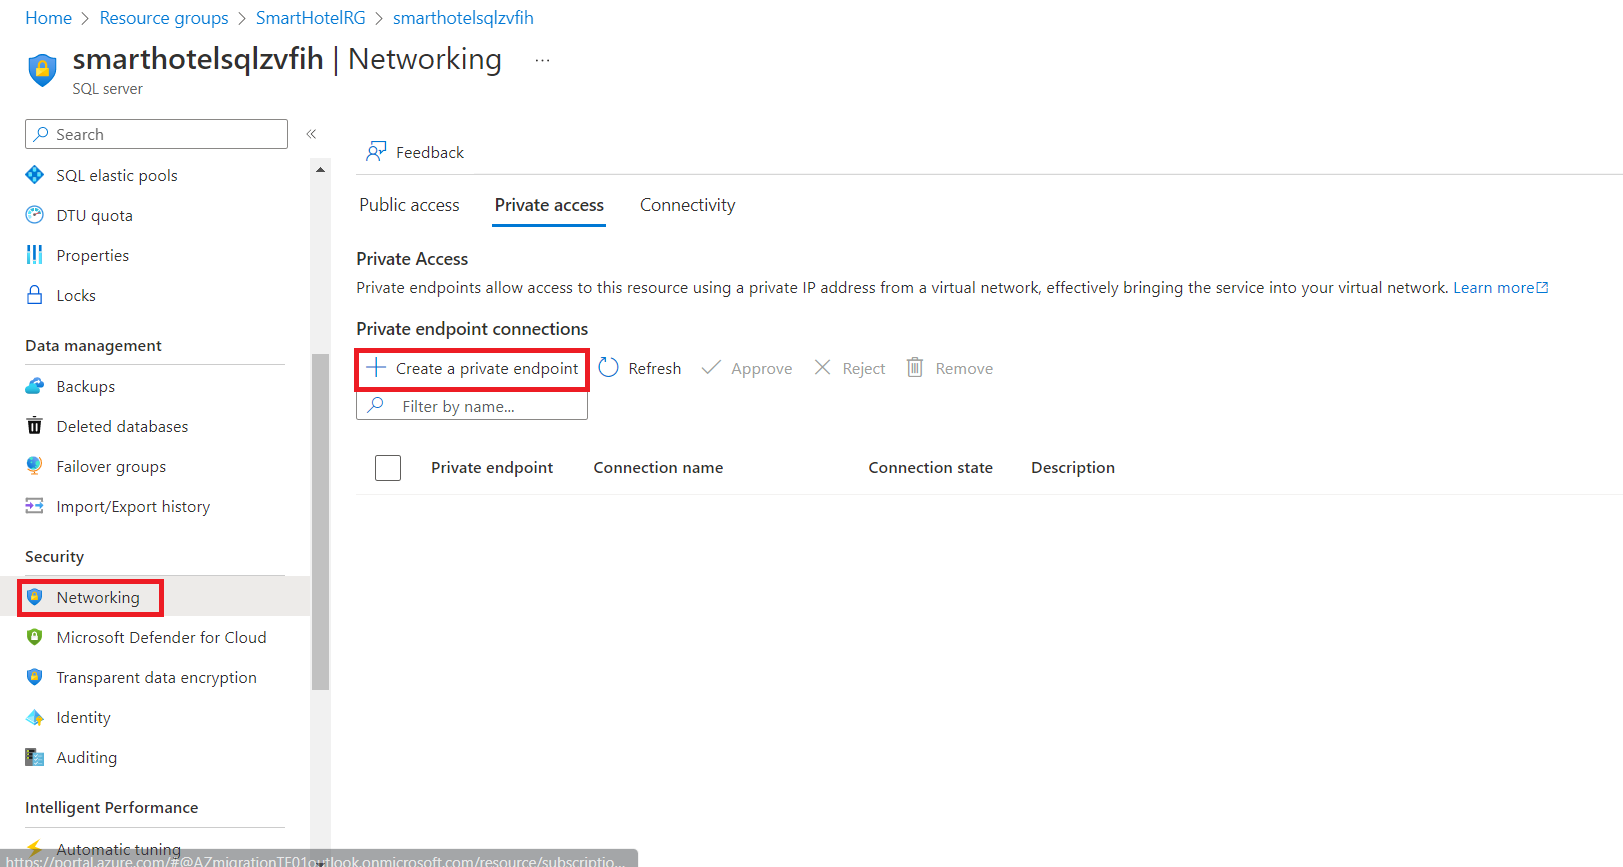 Home > Resource groups > SmartHotelRG > smarthotelsqlzvfih
smarthotelsqlzvfih | Networking ...
SQL server
Search
«
SQL elastic pools
DTU quota
Properties
Locks
Data management
Backups
Deleted databases
Failover groups
Import/Export history
Security
Networking
Microsoft Defender for Cloud
Transparent data encryption
Identity
Auditing
Intelligent Performance
Automatic tuning
Feedback
Public access Private access Connectivity
Private Access
Private endpoints allow access to this resource using a private IP address from a virtual network, effectively bringing the service into your virtual network. Learn more
Private endpoint connections
Create a private endpoint Refresh Approve Reject Remove
Filter by name...
Private endpoint Connection name Connection state Description
https://portal.azure.com/#@AZmigrationTE01outlook.onmicrosoft.com/resource/subscriptio...